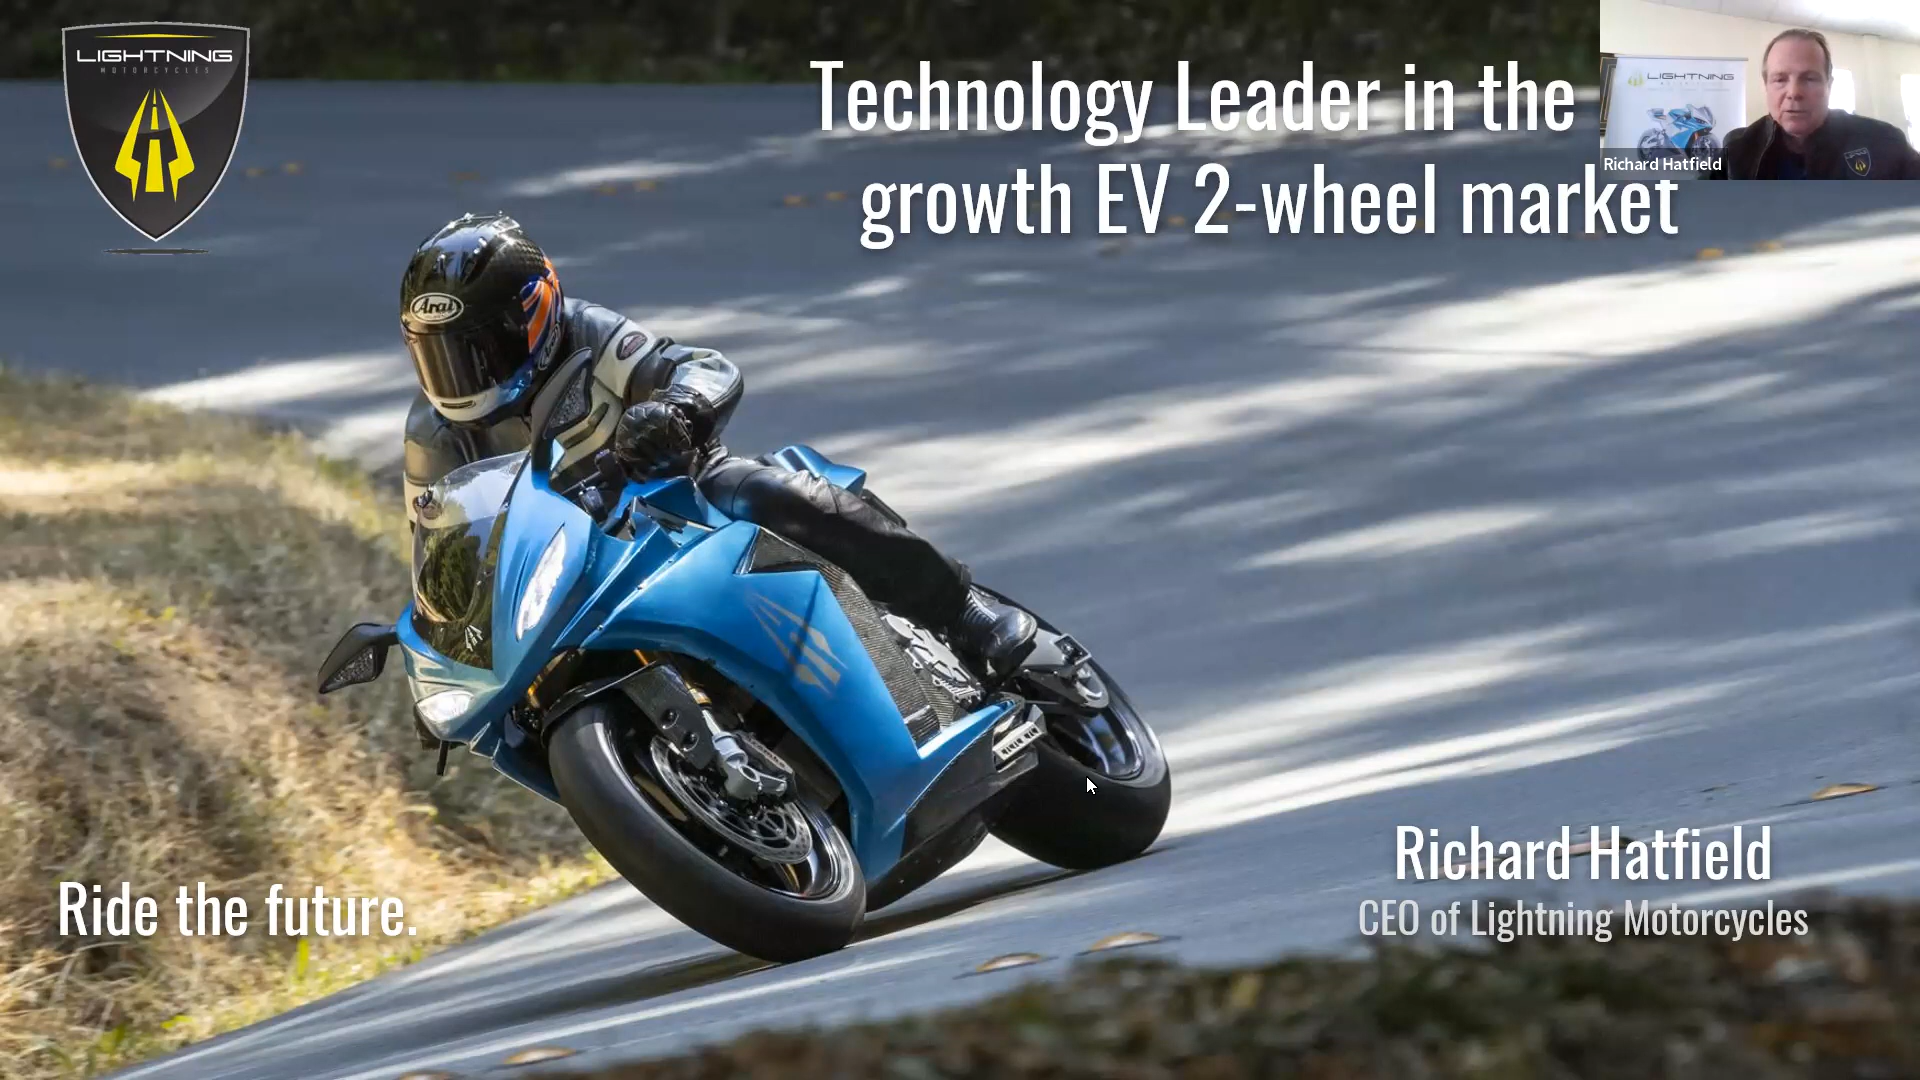 LIGHTNING
MOTORCYCLES
Technology Leader in the
growth EV 2-wheel market
LIGHTNING
Richard Hatfield
Arai
Ride the future.
Richard Hatfield
CEO of Lightning Motorcycles